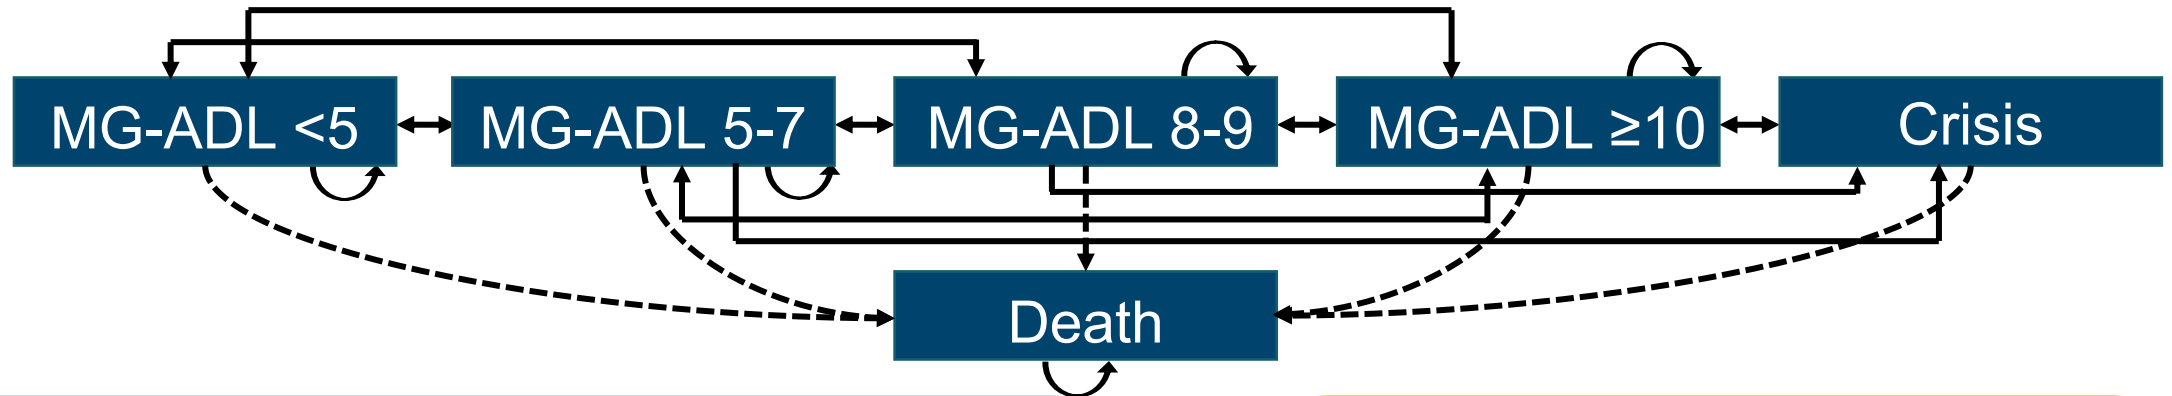 MG-ADL <5
MG-ADL 5-7
MG-ADL 8-9
MG-ADL ≥10
Crisis
Death